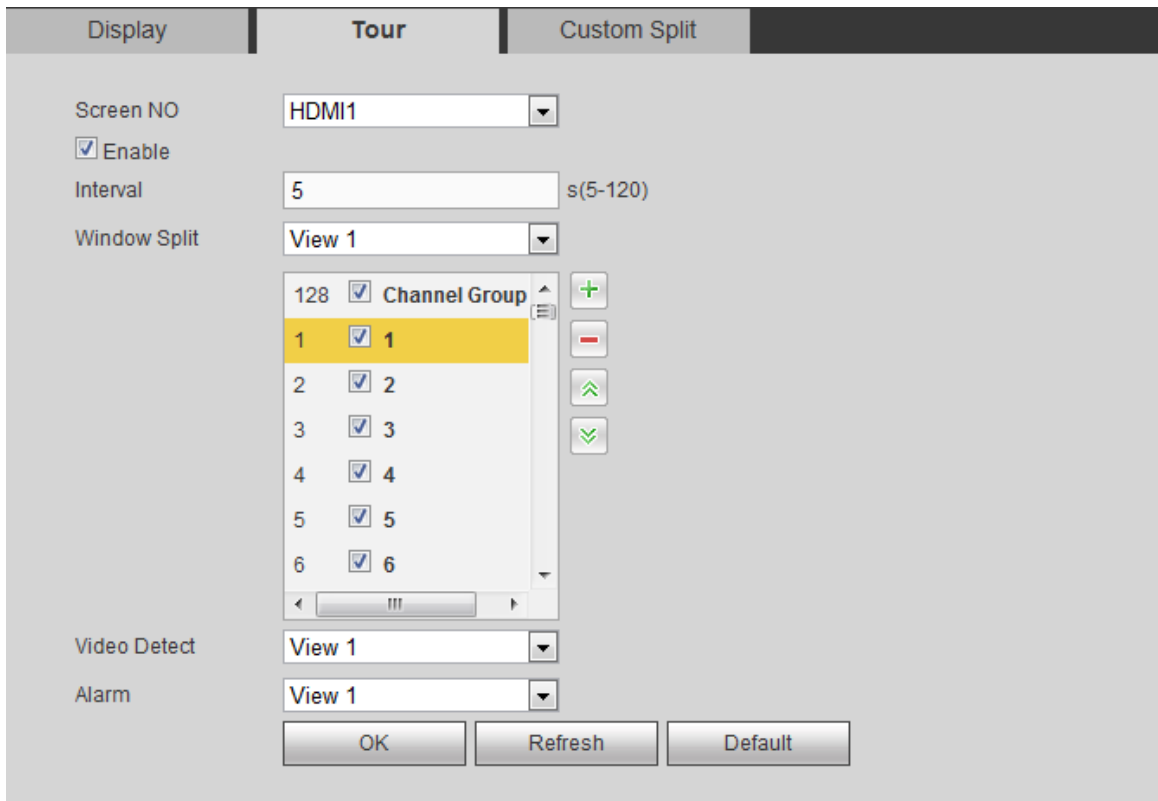 Display Tour Custom Split
Screen NO HDMI1
Enable
Interval 5 s(5-120)
Window Split View 1
128 Channel Group
1 1
2 2
3 3
4 4
5 5
6 6
Video Detect View 1
Alarm View 1
OK Refresh Default